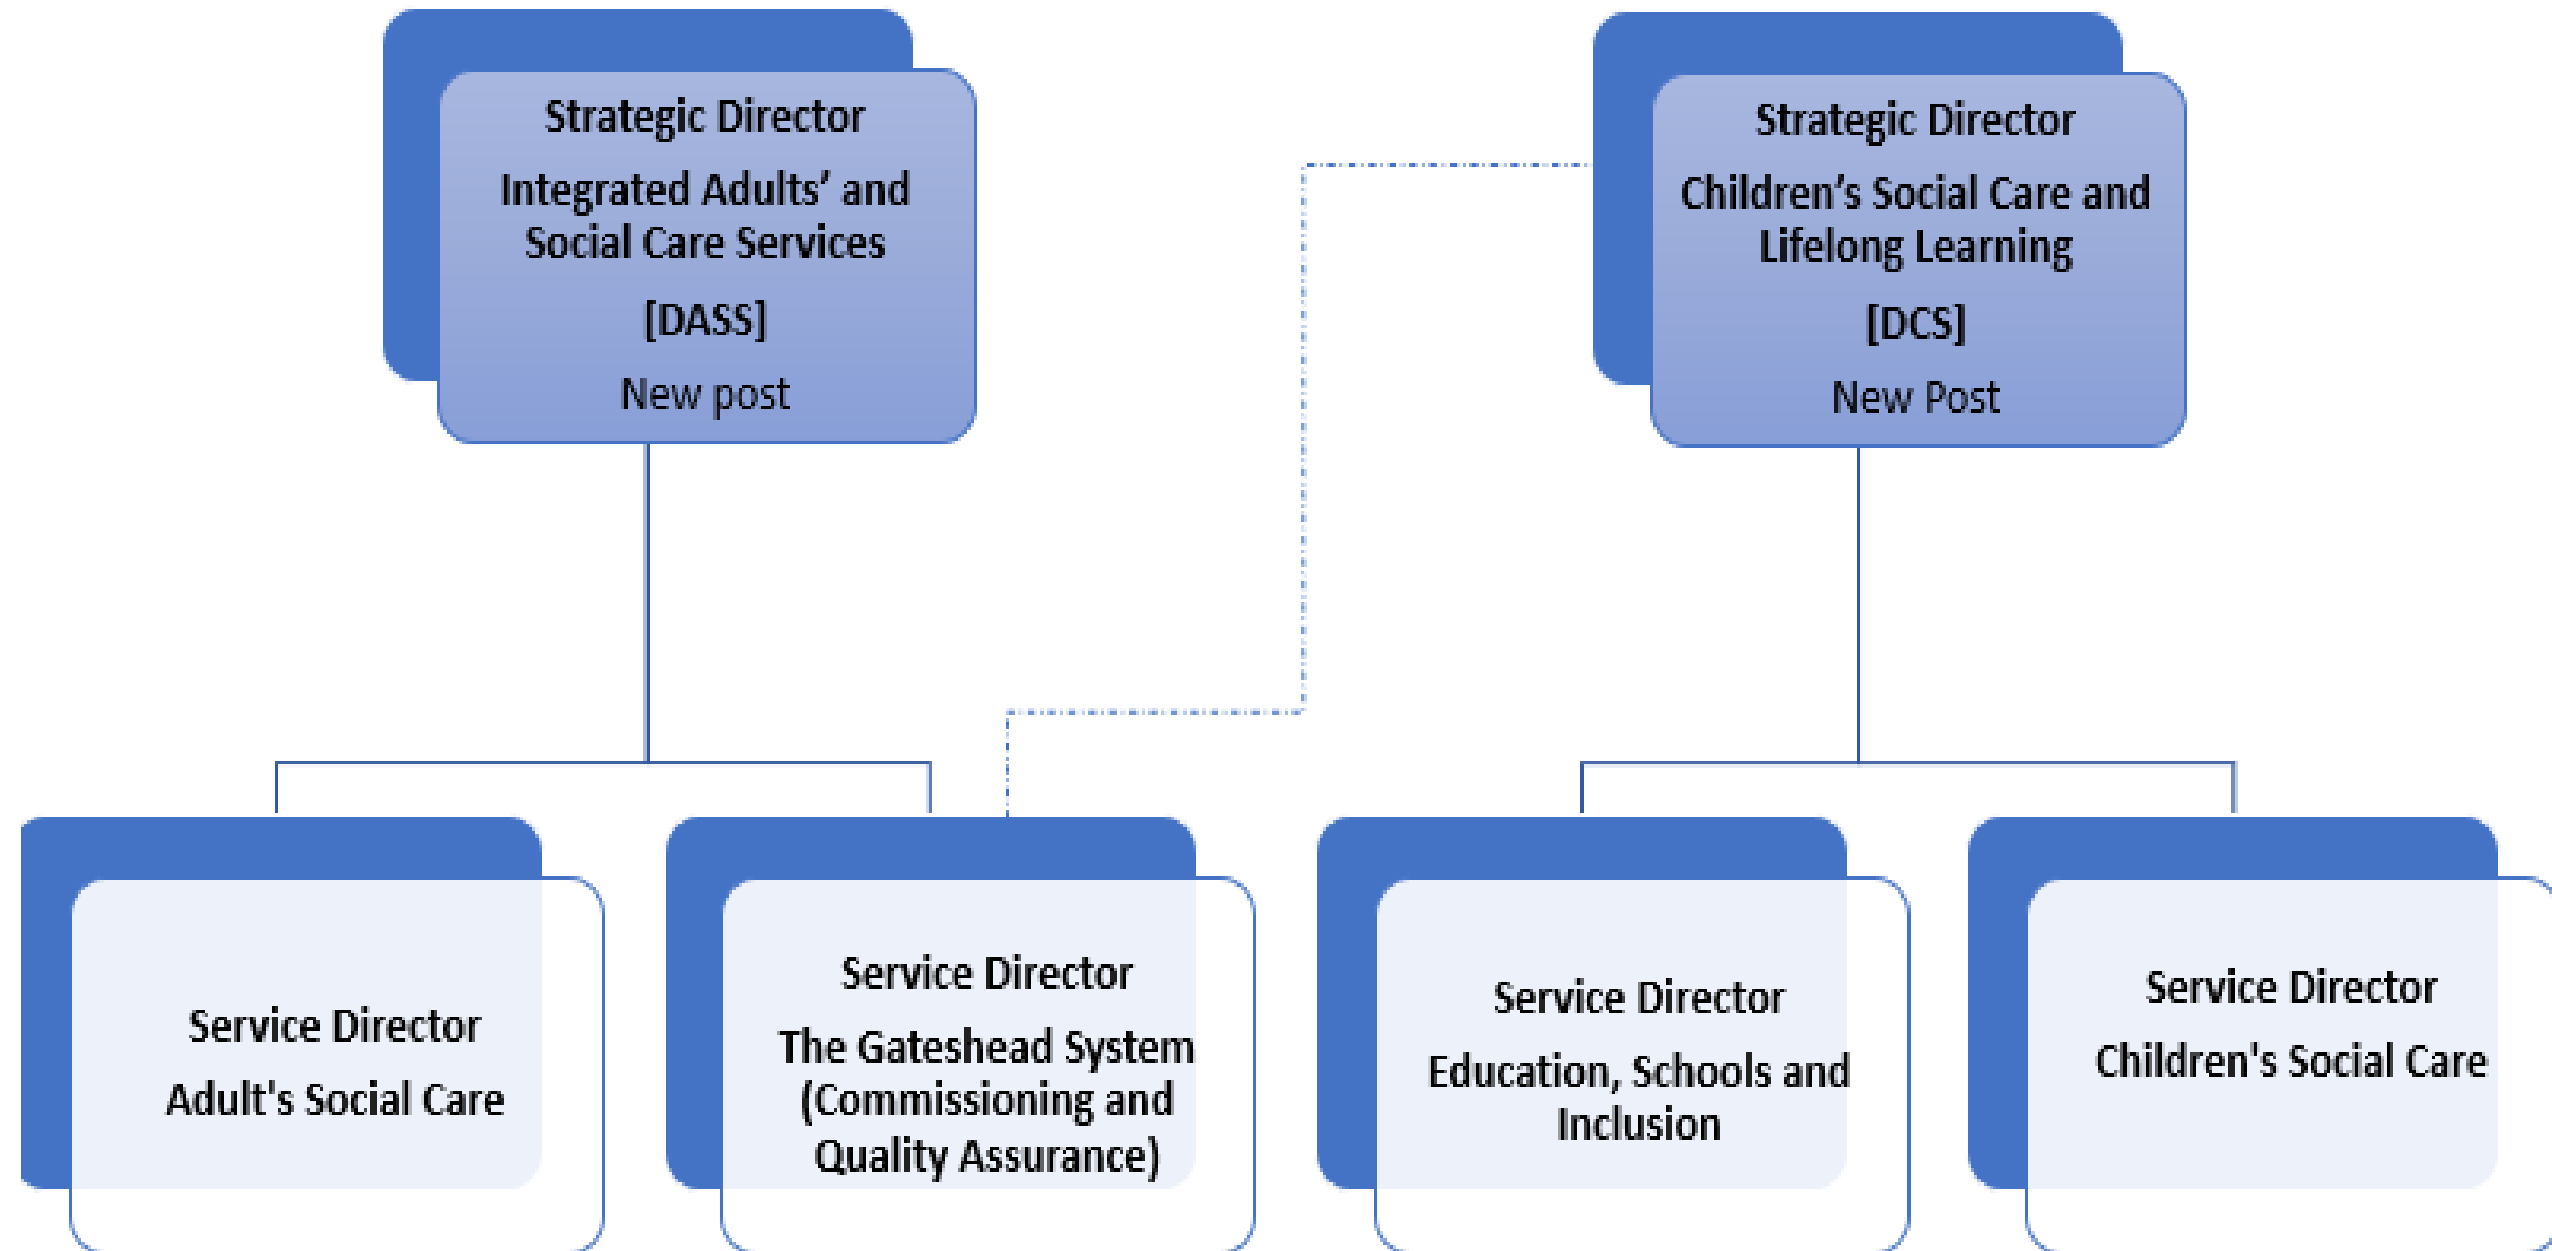 Strategic Director
Integrated Adults’ and
Social Care Services
[DASS]
New post
Strategic Director
Children’s Social Care and
Lifelong Learning
[DCS]
New Post
Service Director
Adult's Social Care
Service Director
The Gateshead System
(Commissioning and
Quality Assurance)
Service Director
Education, Schools and
Inclusion
Service Director
Children's Social Care